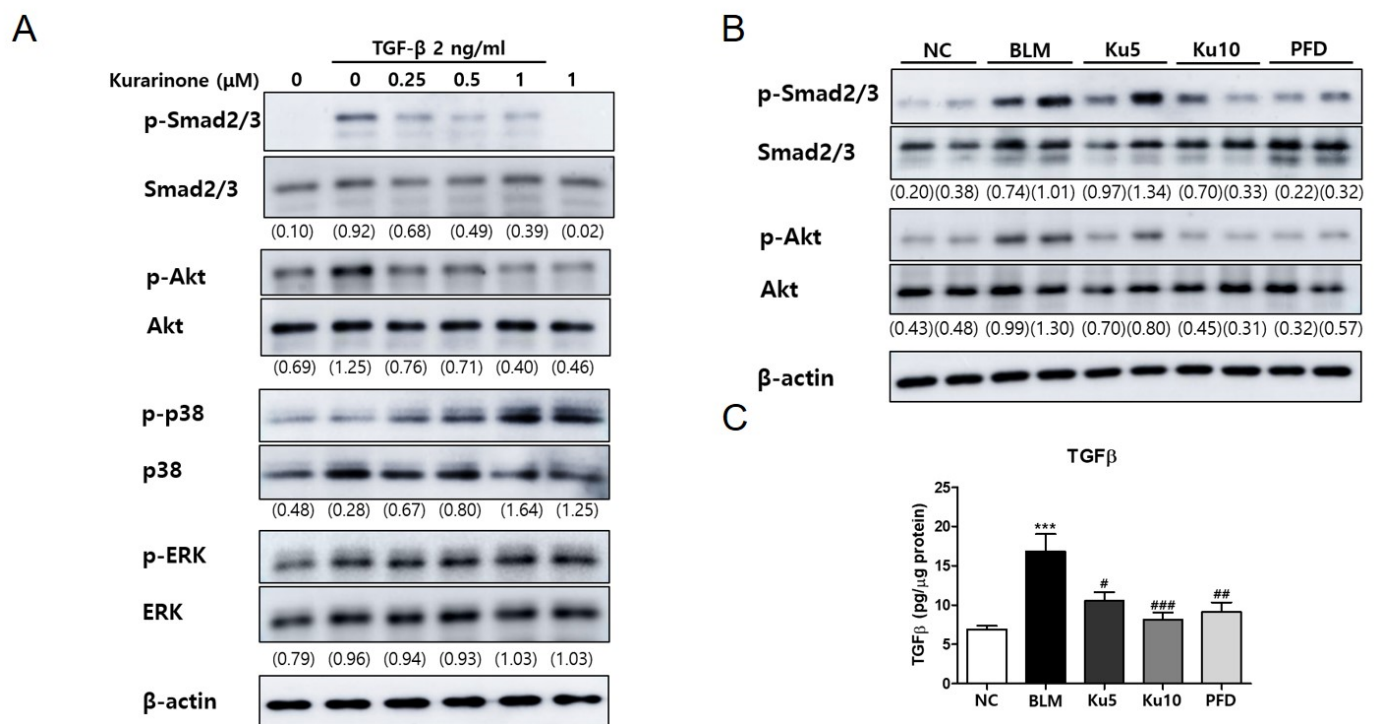 A
TGF-β 2 ng/ml
Kurarinone (μM) 0 0 0.25 0.5 1 1
p-Smad2/3
Smad2/3
(0.10) (0.92) (0.68) (0.49) (0.39) (0.02)
p-Akt
Akt
(0.69) (1.25) (0.76) (0.71) (0.40) (0.46)
p-p38
p38
(0.48) (0.28) (0.67) (0.80) (1.64) (1.25)
p-ERK
ERK
(0.79) (0.96) (0.94) (0.93) (1.03) (1.03)
β-actin
B
NC BLM Ku5 Ku10 PFD
p-Smad2/3
Smad2/3
(0.20)(0.38) (0.74)(1.01) (0.97)(1.34) (0.70)(0.33) (0.22)(0.32)
p-Akt
Akt
(0.43)(0.48) (0.99)(1.30) (0.70)(0.80) (0.45)(0.31) (0.32)(0.57)
β-actin
C
TGFβ
TGFβ (pg/μg protein)
25
20
15
10
5
0
***
#
###
##
NC BLM Ku5 Ku10 PFD